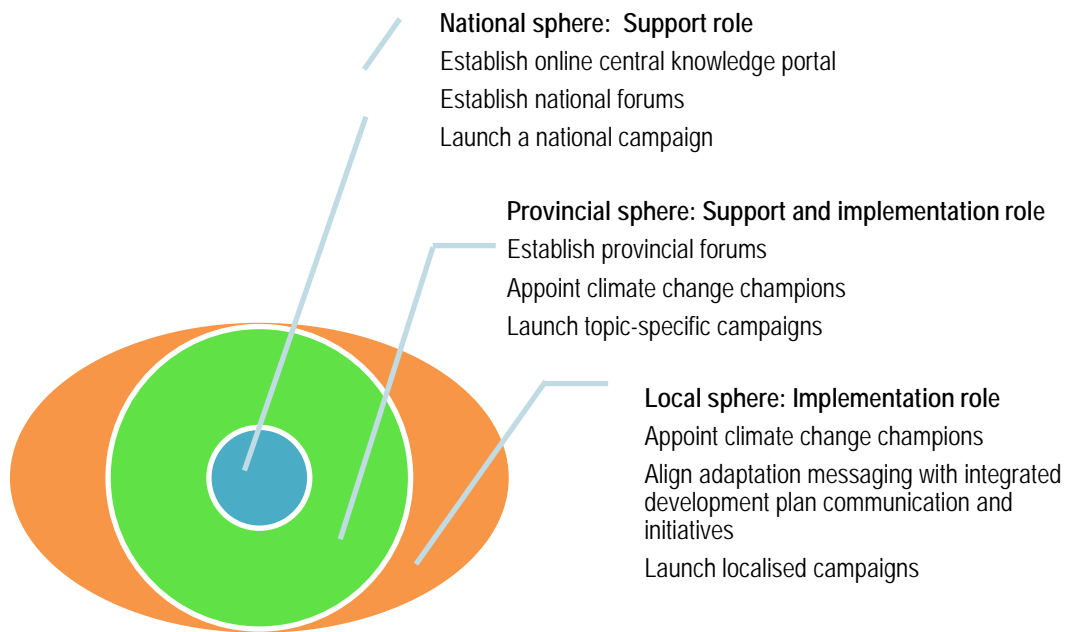 National sphere:  Support role
Establish online central knowledge portal
Establish national forums
Launch a national campaign
Provincial sphere: Support and implementation role
Establish provincial forums
Appoint climate change champions
Launch topic-specific campaigns
Local sphere: Implementation role
Appoint climate change champions
Align adaptation messaging with integrated
development plan communication and
initiatives
Launch localised campaigns